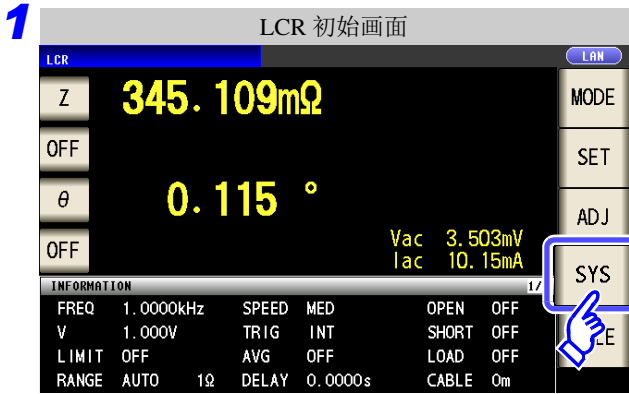 1
LCR 初始画面
LCR
LAN
Z
345.109mΩ
MODE
OFF
SET
θ
0.115 °
ADJ
OFF
Vac 3.503mV
Iac 10.15mA
SYS
INFORMATION 1/
FREQ 1.0000kHz SPEED MED OPEN OFF
V 1.000V TRIG INT SHORT OFF
LIMIT OFF AVG OFF LOAD OFF
RANGE AUTO 1Ω DELAY 0.0000s CABLE 0m